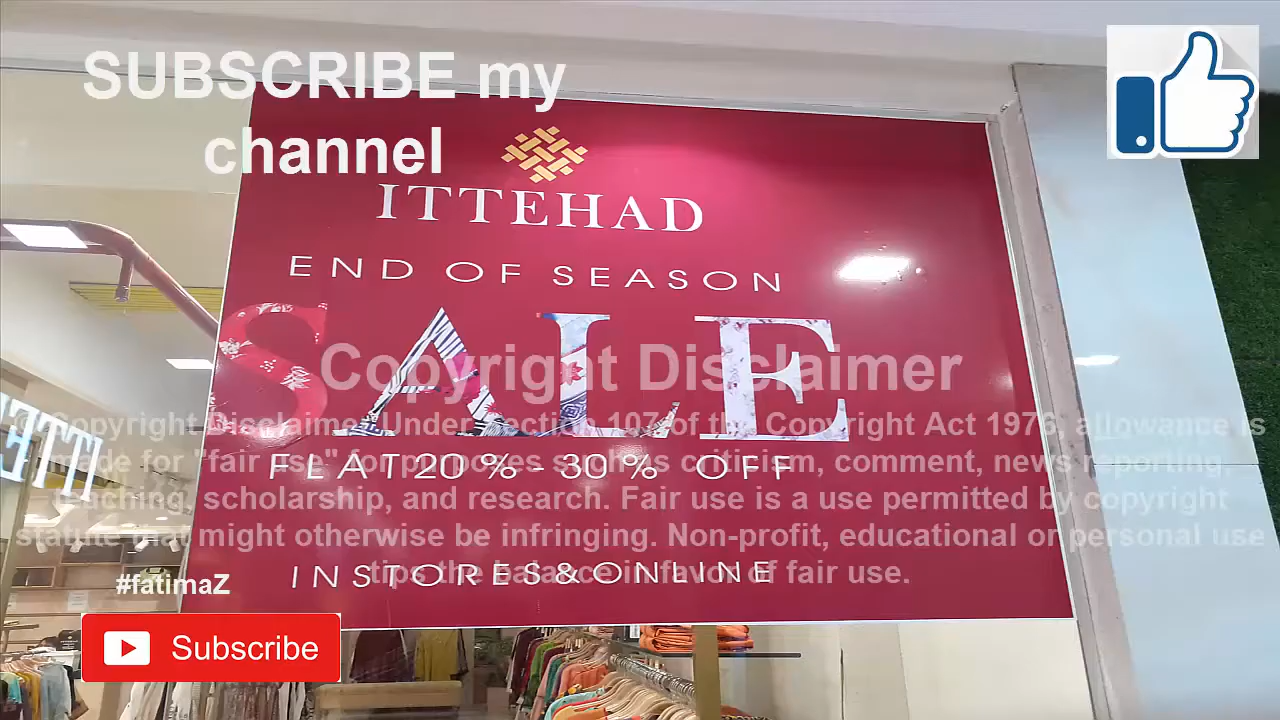 SUBSCRIBE my
channel
ITTEHAD
END OF SEASON
SALE
Copyright Disclaimer
Copyright Disclaimer Under Section 107 of the Copyright Act 1976, allowance is
made for "fair use" for purposes such as criticism, comment, news reporting,
FLAT 20% - 30% OFF
teaching, scholarship, and research. Fair use is a use permitted by copyright
statute that might otherwise be infringing. Non-profit, educational or personal use
tips the balance in favor of fair use.
INSTORES & ONLINE
#fatimaZ
Subscribe